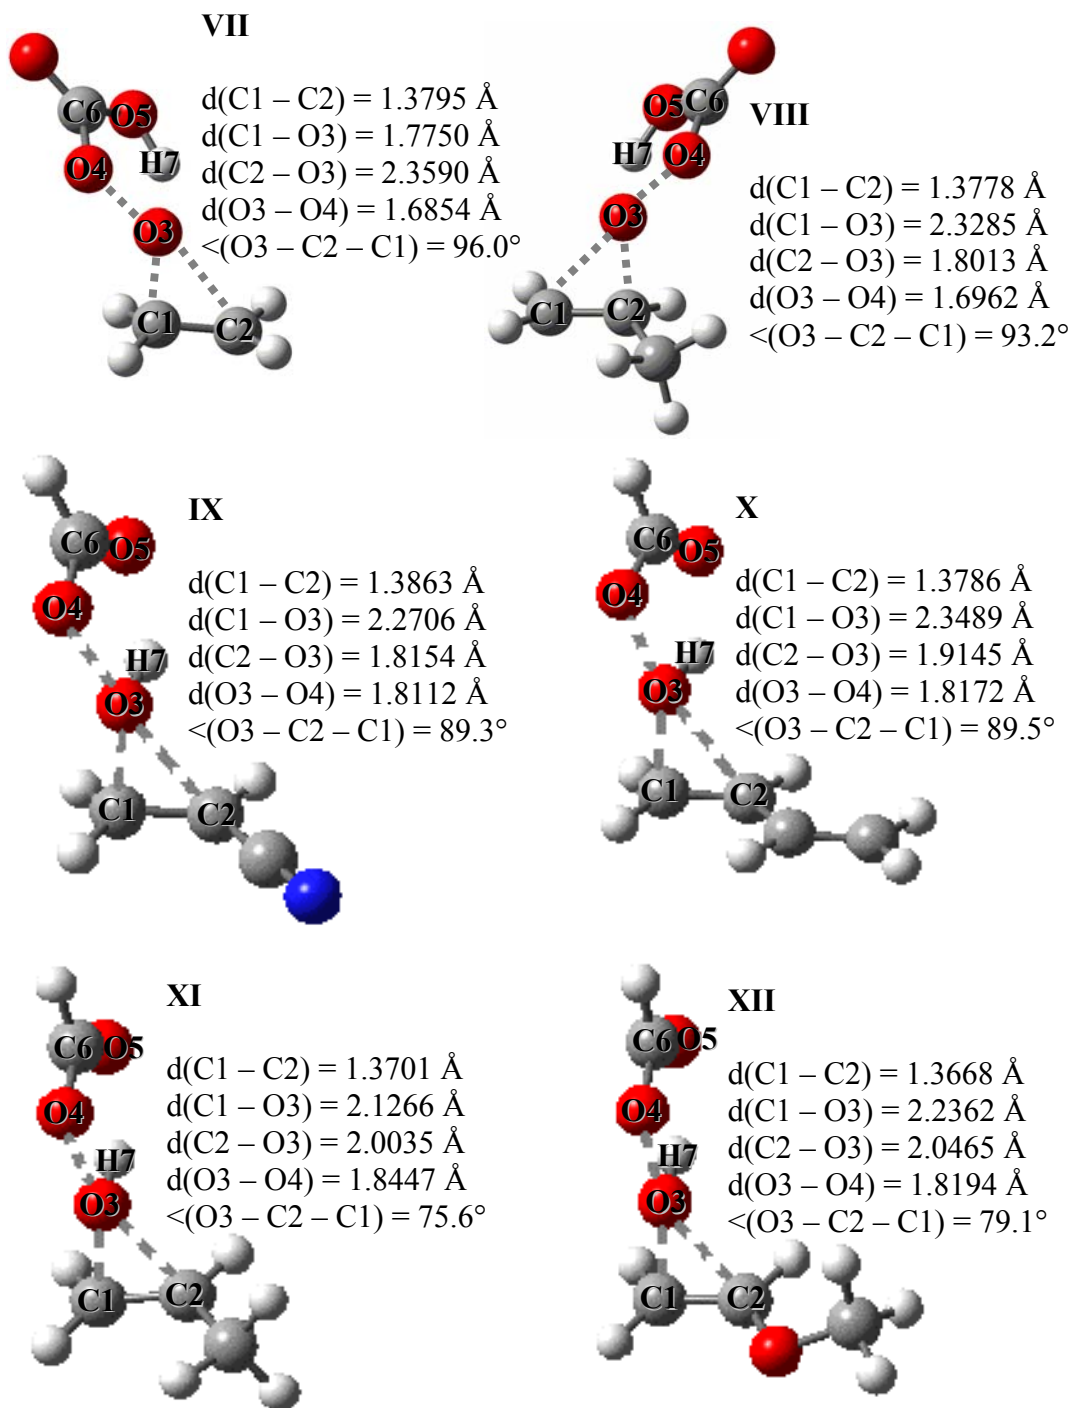 VII
d(C1 – C2) = 1.3795 Å
d(C1 – O3) = 1.7750 Å
d(C2 – O3) = 2.3590 Å
d(O3 – O4) = 1.6854 Å
<(O3 – C2 – C1) = 96.0°
C6
O5
O4
H7
O3
C1
C2
VIII
d(C1 – C2) = 1.3778 Å
d(C1 – O3) = 2.3285 Å
d(C2 – O3) = 1.8013 Å
d(O3 – O4) = 1.6962 Å
<(O3 – C2 – C1) = 93.2°
O5
C6
H7
O4
O3
C1
C2
IX
d(C1 – C2) = 1.3863 Å
d(C1 – O3) = 2.2706 Å
d(C2 – O3) = 1.8154 Å
d(O3 – O4) = 1.8112 Å
<(O3 – C2 – C1) = 89.3°
C6
O5
O4
H7
O3
C1
C2
X
d(C1 – C2) = 1.3786 Å
d(C1 – O3) = 2.3489 Å
d(C2 – O3) = 1.9145 Å
d(O3 – O4) = 1.8172 Å
<(O3 – C2 – C1) = 89.5°
C6
O5
O4
H7
O3
C1
C2
XI
d(C1 – C2) = 1.3701 Å
d(C1 – O3) = 2.1266 Å
d(C2 – O3) = 2.0035 Å
d(O3 – O4) = 1.8447 Å
<(O3 – C2 – C1) = 75.6°
C6
O5
O4
H7
O3
C1
C2
XII
d(C1 – C2) = 1.3668 Å
d(C1 – O3) = 2.2362 Å
d(C2 – O3) = 2.0465 Å
d(O3 – O4) = 1.8194 Å
<(O3 – C2 – C1) = 79.1°
C6
O5
O4
H7
O3
C1
C2